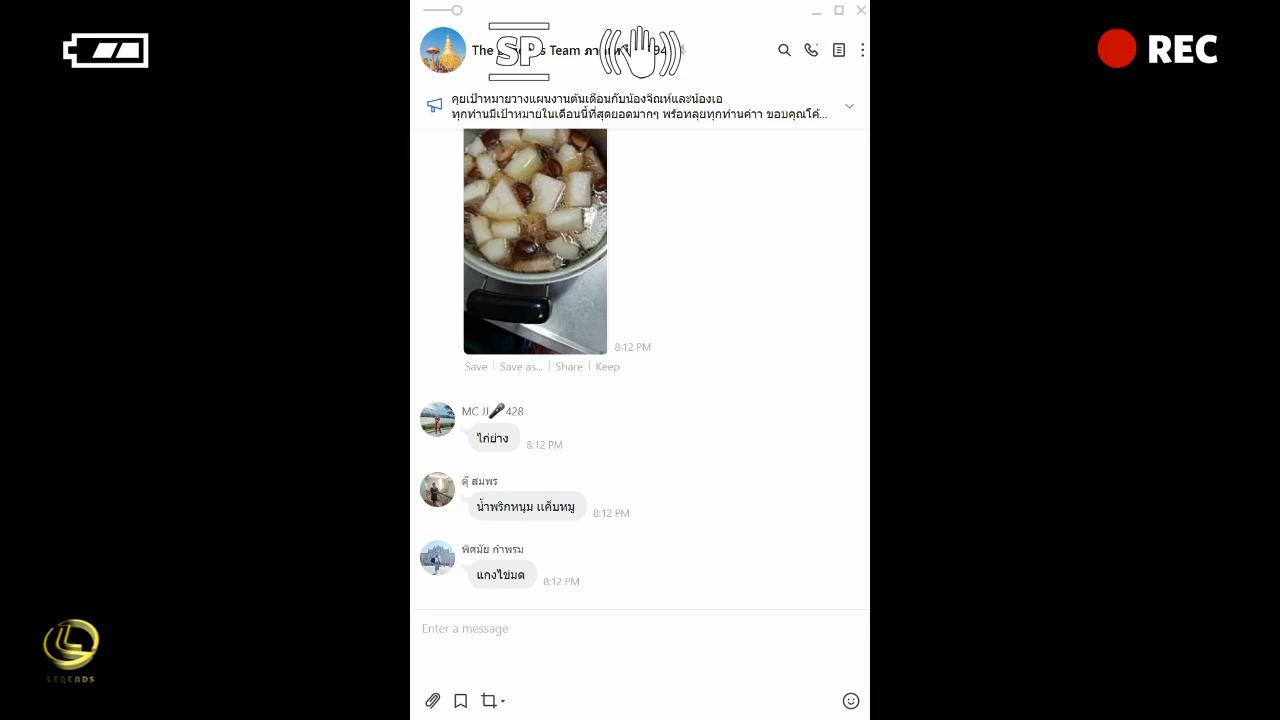 REC
SP
The
Team
94
คุยเป้าหมายวางแผนงานต้นเดือนกับน้องจิณห์และน้องเอ
ทุกท่านมีเป้าหมายในเดือนนี้ที่สุดยอดมากๆ พร้อมลุยทุกท่านค่าา ขอบคุณโค้...
8:12 PM
Save | Save as... | Share | Keep
MC JJ🎤428
ไก่ย่าง 8:12 PM
ตุ๊ สมพร
น้ำพริกหนุม แค็บหมู 8:12 PM
พิศมัย กำพรม
แกงไข่มด 8:12 PM
Enter a message
LEGENDS